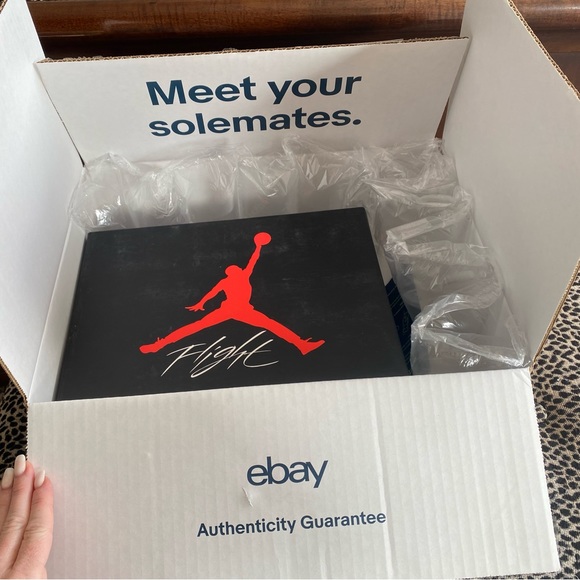 Meet your
solemates.
Flight
ebay
Authenticity Guarantee